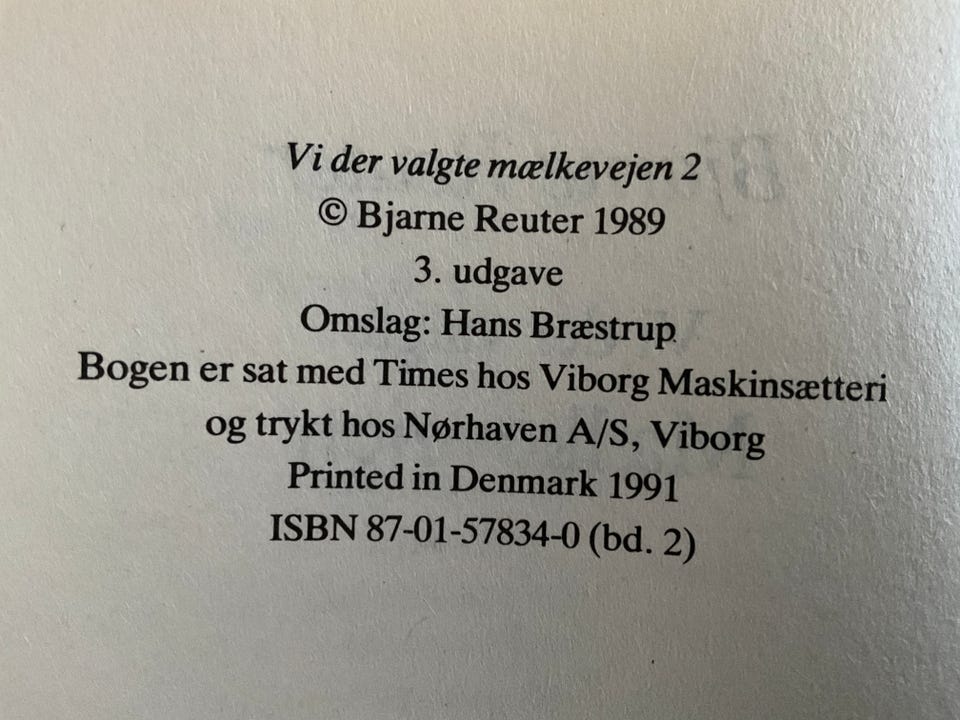 Vi der valgte mælkevejen 2
© Bjarne Reuter 1989
3. udgave
Omslag: Hans Bræstrup
Bogen er sat med Times hos Viborg Maskinsætteri
og trykt hos Nørhaven A/S, Viborg
Printed in Denmark 1991
ISBN 87-01-57834-0 (bd. 2)